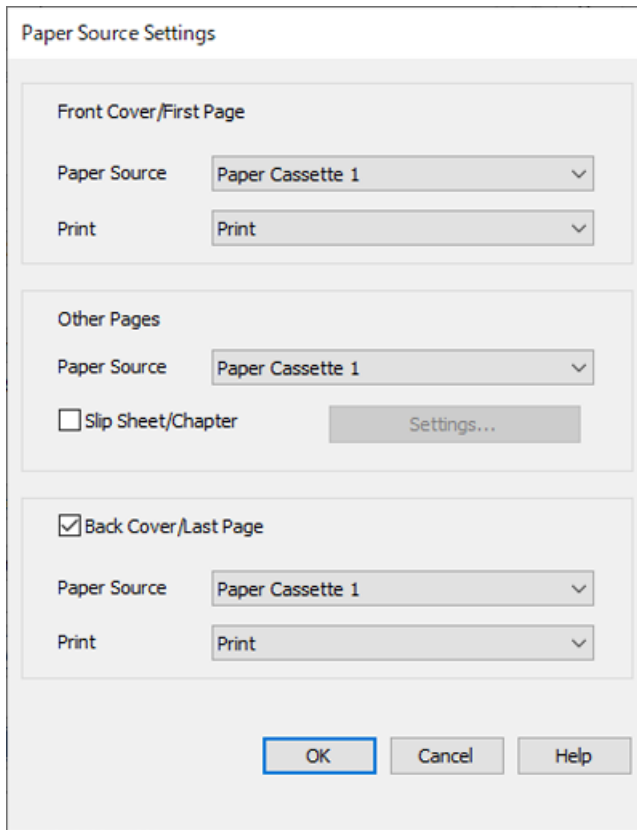 Paper Source Settings
Front Cover/First Page
Paper Source Paper Cassette 1
Print Print
Other Pages
Paper Source Paper Cassette 1
Slip Sheet/Chapter Settings...
Back Cover/Last Page
Paper Source Paper Cassette 1
Print Print
OK Cancel Help